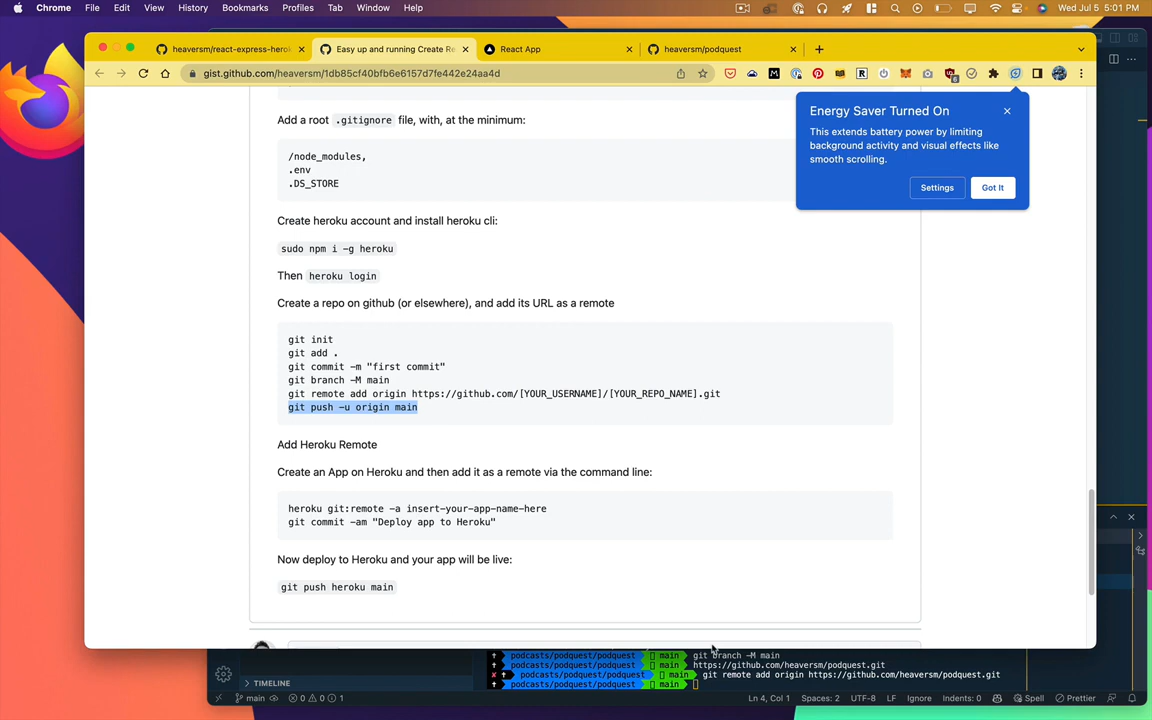 Chrome File Edit View History Bookmarks Profiles Tab Window Help Wed Jul 5 5:01 PM
heaversm/react-express-hero
Easy up and running Create Re
React App
heaversm/podquest
gist.github.com/heaversm/1db85cf40bfb6e6157d7fe442e24aa4d
Energy Saver Turned On
This extends battery power by limiting
background activity and visual effects like
smooth scrolling.
Settings
Got It
Add a root .gitignore file, with, at the minimum:
/node_modules,
.env
.DS_STORE
Create heroku account and install heroku cli:
sudo npm i -g heroku
Then heroku login
Create a repo on github (or elsewhere), and add its URL as a remote
git init
git add .
git commit -m "first commit"
git branch -M main
git remote add origin https://github.com/[YOUR_USERNAME]/[YOUR_REPO_NAME].git
git push -u origin main
Add Heroku Remote
Create an App on Heroku and then add it as a remote via the command line:
heroku git:remote -a insert-your-app-name-here
git commit -am "Deploy app to Heroku"
Now deploy to Heroku and your app will be live:
git push heroku main
podcasts/podquest/podquest main git branch -M main
podcasts/podquest/podquest main https://github.com/heaversm/podquest.git
podcasts/podquest/podquest main git remote add origin https://github.com/heaversm/podquest.git
podcasts/podquest/podquest main
TIMELINE
main 0 0 1 Ln 4, Col 1 Spaces: 2 UTF-8 LF Ignore Indents: 0 Spell Prettier